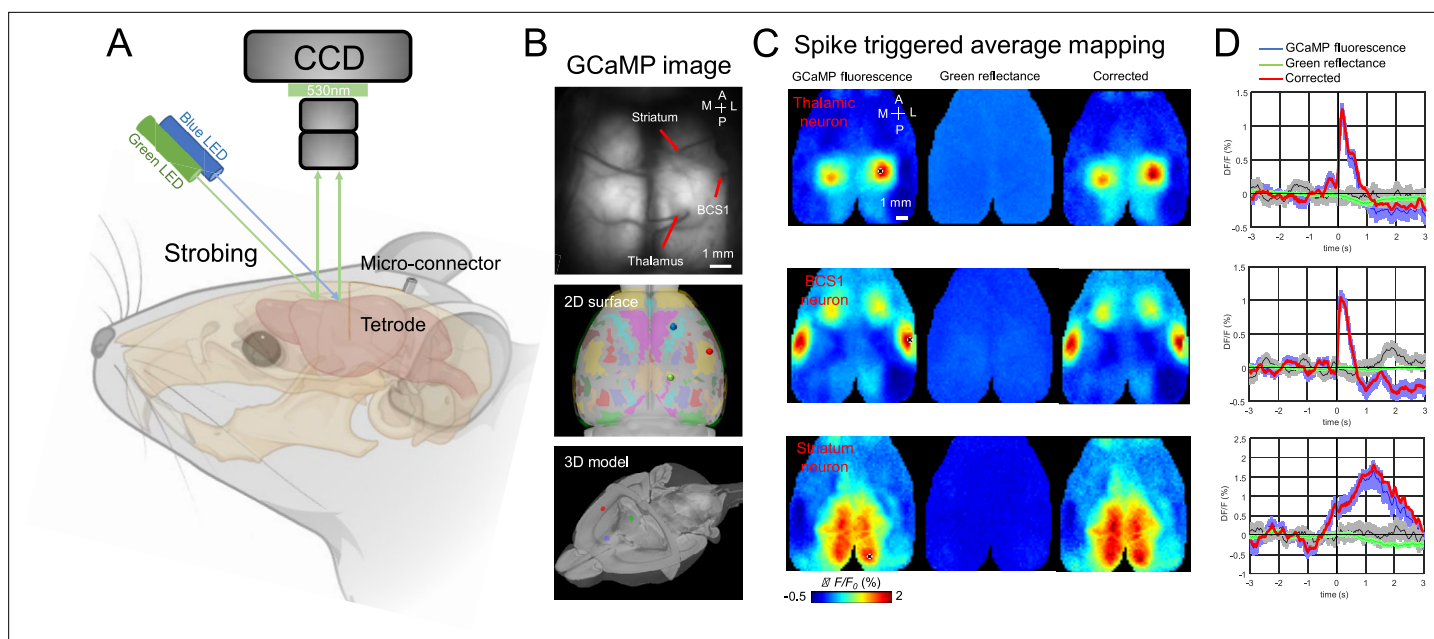 A
CCD
530nm
Blue LED
Green LED
Strobing
Micro-connector
Tetrode
B
GCaMP image
A
M L
P
Striatum
BCS1
Thalamus
1 mm
2D surface
3D model
C Spike triggered average mapping
GCaMP fluorescence Green reflectance Corrected
Thalamic
neuron
A
M L
P
1 mm
BCS1
neuron
Striatum
neuron
F/F0 (%)
-0.5 2
D
GCaMP fluorescence
Green reflectance
Corrected
1.5
1
0.5
0
-0.5
DF/F (%)
-3 -2 -1 0 1 2 3
time (s)
1.5
1
0.5
0
-0.5
DF/F (%)
-3 -2 -1 0 1 2 3
time (s)
2.5
2
1.5
1
0.5
0
-0.5
-1
DF/F (%)
-3 -2 -1 0 1 2 3
time (s)